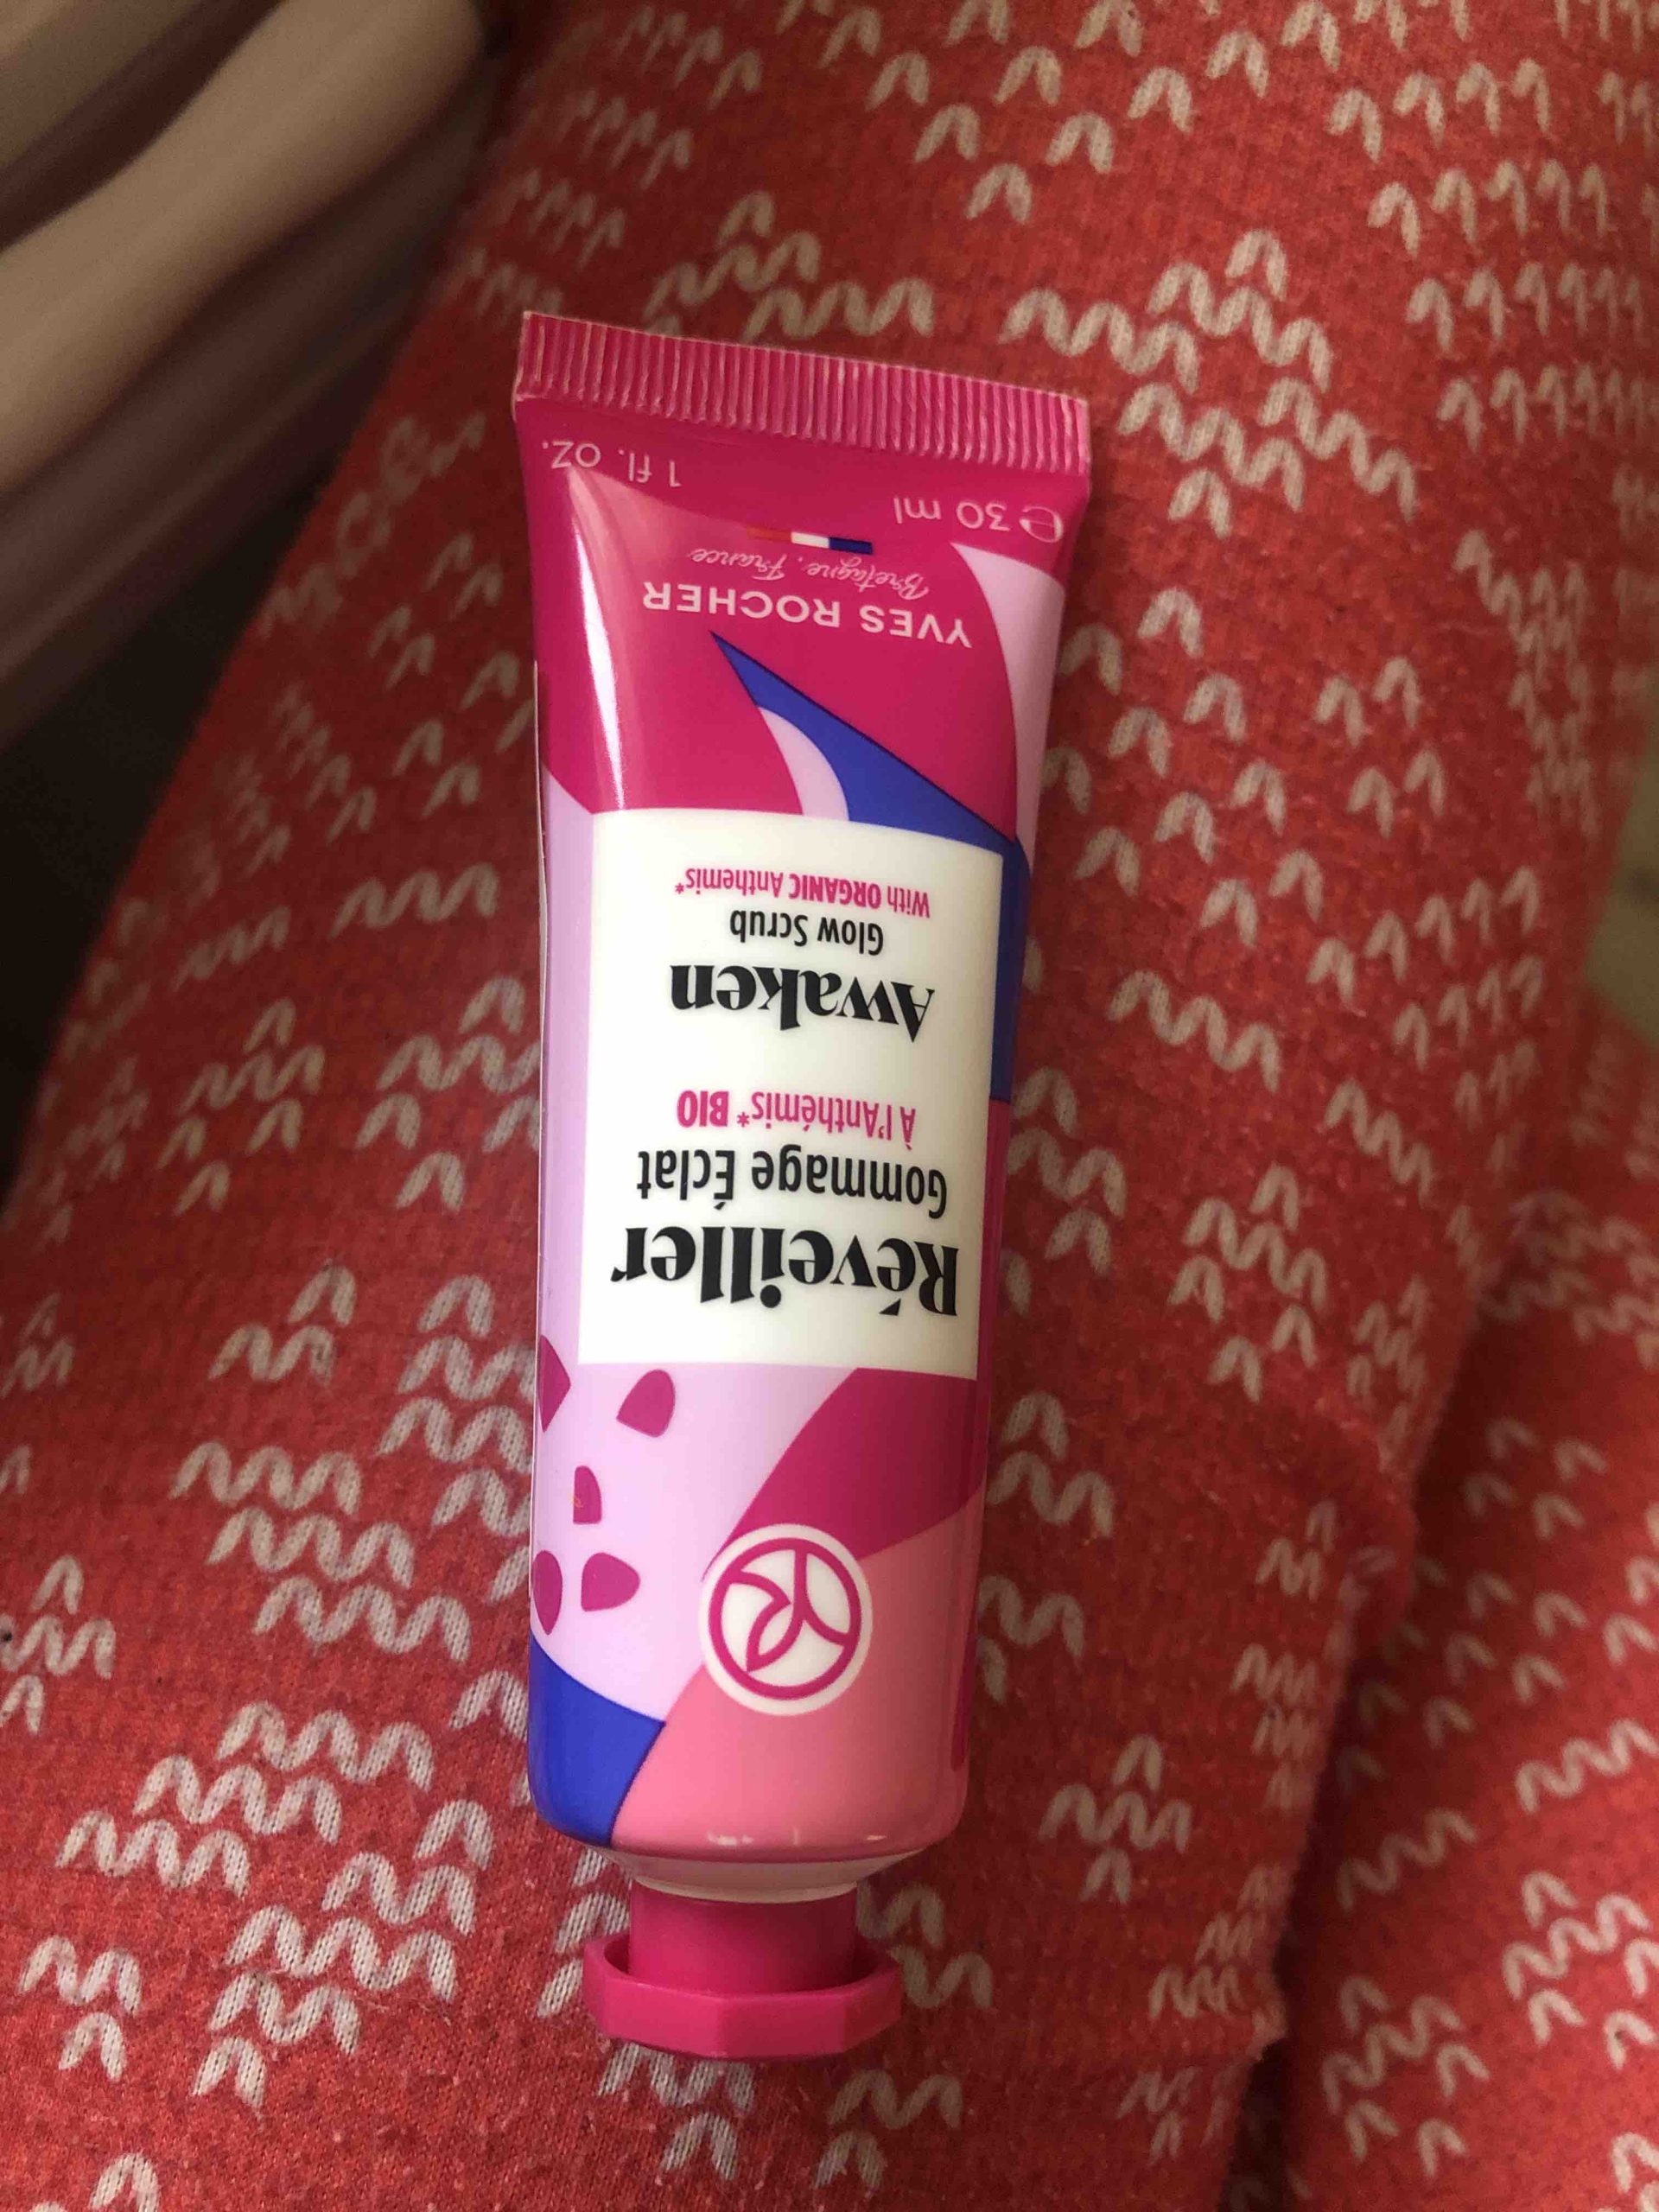 Réveiller
Gommage Éclat
À l'Anthémis* BIO
Awaken
Glow Scrub
With ORGANIC Anthemis*
YVES ROCHER
Bretagne, France
℮ 30 ml 1 fl. oz.